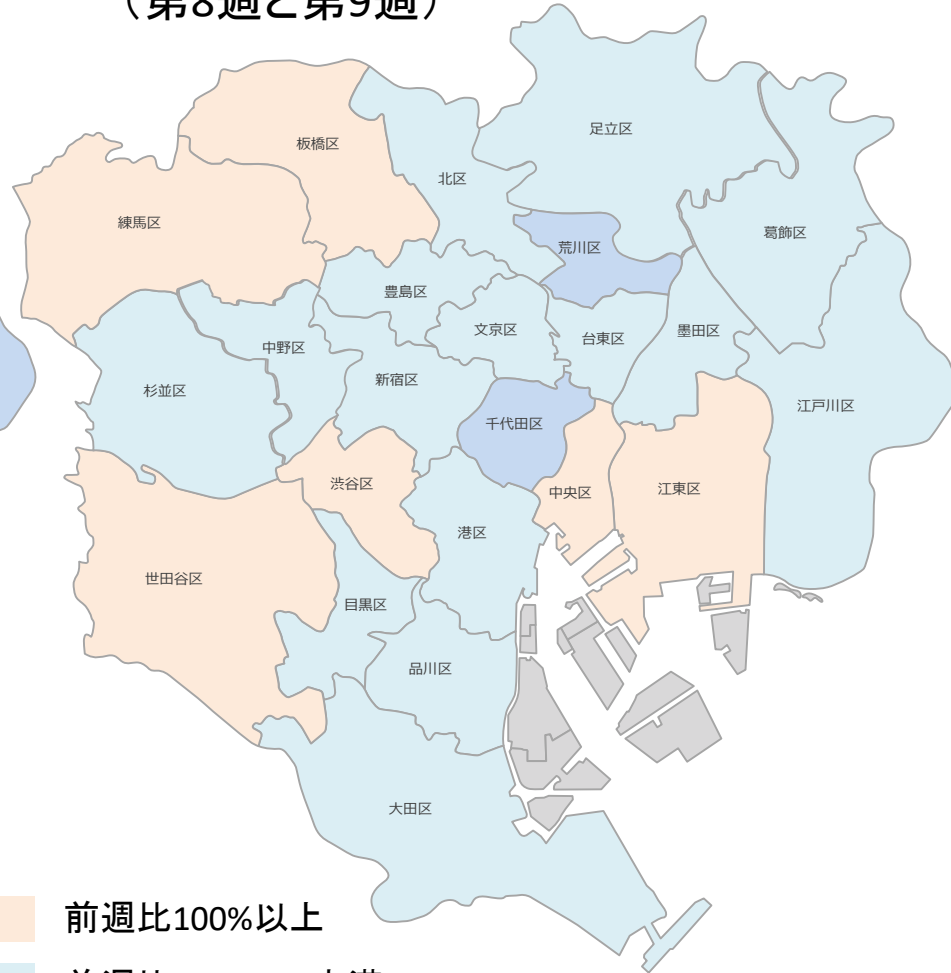 （第8週と第9週）
足立区
板橋区
北区
練馬区
葛飾区
荒川区
豊島区
文京区
台東区
墨田区
中野区
新宿区
杉並区
江戸川区
千代田区
渋谷区
中央区
江東区
港区
世田谷区
目黒区
品川区
大田区
前週比100%以上